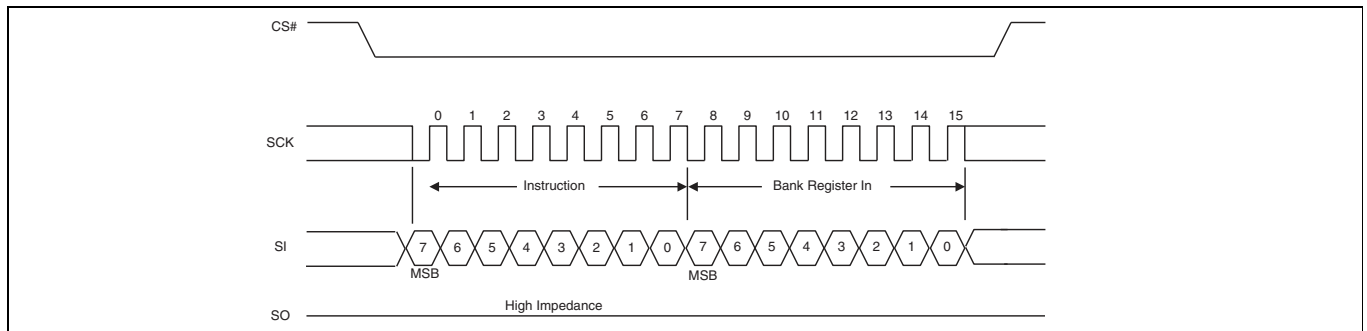 CS#
0 1 2 3 4 5 6 7 8 9 10 11 12 13 14 15
SCK
Instruction Bank Register In
SI 7 6 5 4 3 2 1 0 7 6 5 4 3 2 1 0
MSB MSB
High Impedance
SO